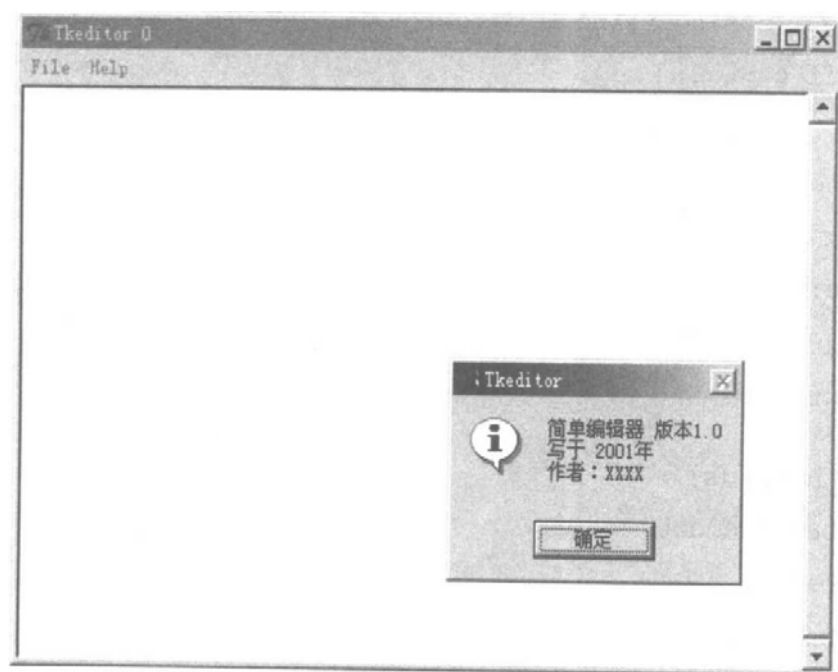 Tkeditor 0
File Help
Tkeditor
简单编辑器 版本1.0
写于 2001年
作者：XXXX
确定